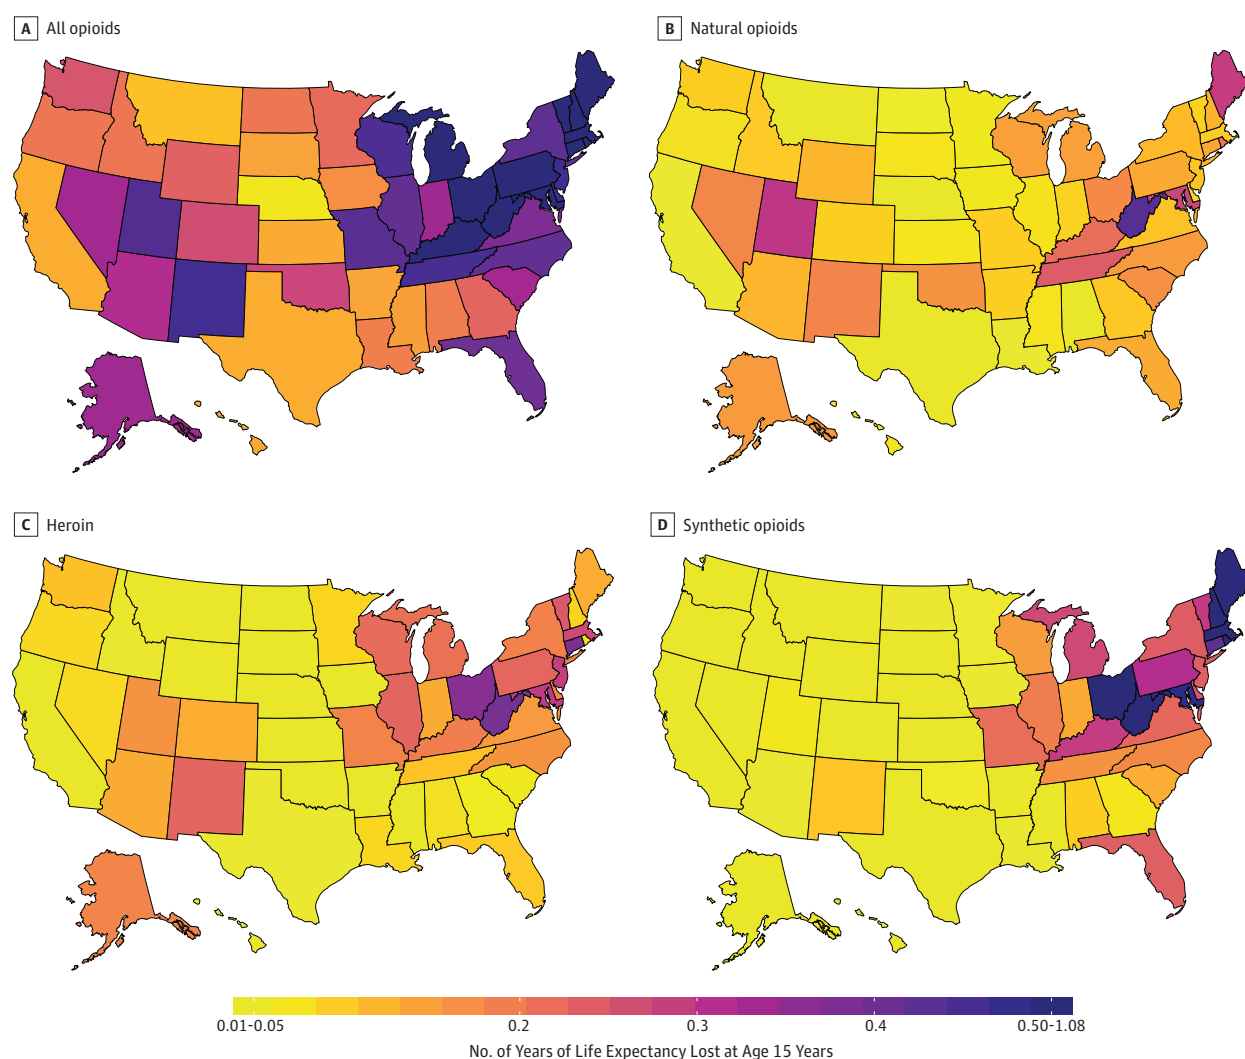 A All opioids
B Natural opioids
C Heroin
D Synthetic opioids
0.01-0.05 0.2 0.3 0.4 0.50-1.08
No. of Years of Life Expectancy Lost at Age 15 Years